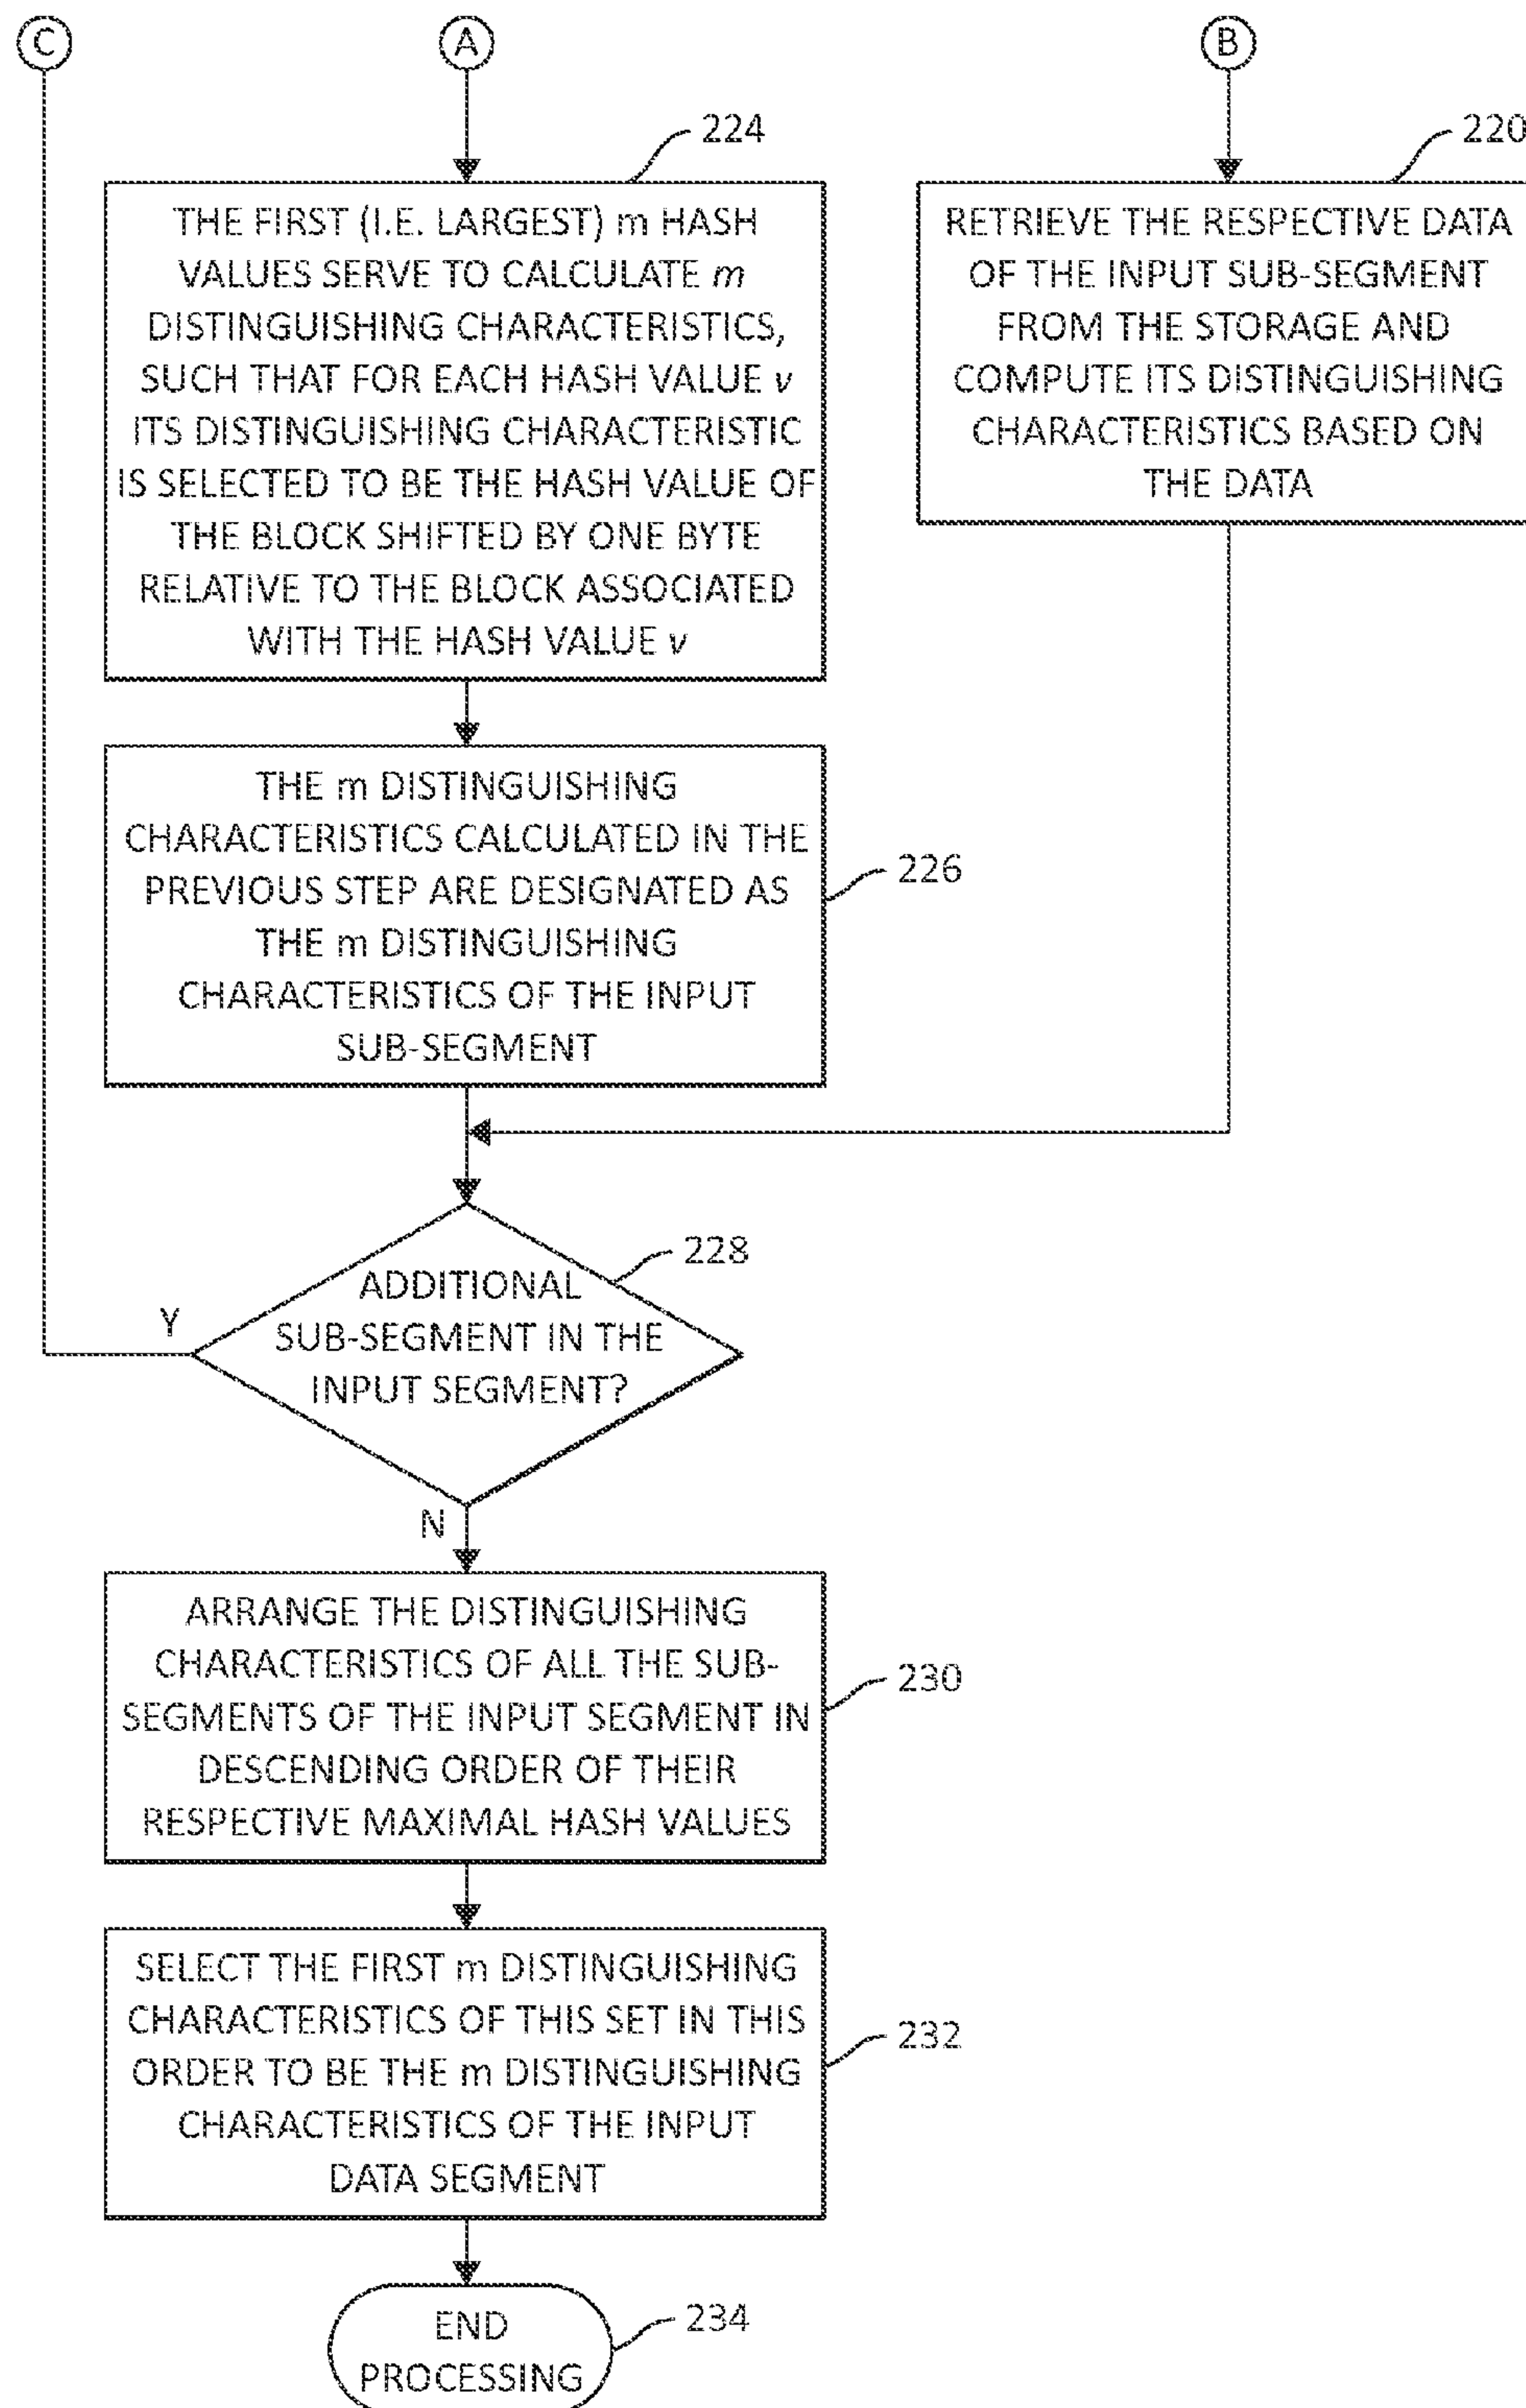 C
A
B
224
220
THE FIRST (I.E. LARGEST) m HASH
VALUES SERVE TO CALCULATE m
DISTINGUISHING CHARACTERISTICS,
SUCH THAT FOR EACH HASH VALUE v
ITS DISTINGUISHING CHARACTERISTIC
IS SELECTED TO BE THE HASH VALUE OF
THE BLOCK SHIFTED BY ONE BYTE
RELATIVE TO THE BLOCK ASSOCIATED
WITH THE HASH VALUE v
RETRIEVE THE RESPECTIVE DATA
OF THE INPUT SUB-SEGMENT
FROM THE STORAGE AND
COMPUTE ITS DISTINGUISHING
CHARACTERISTICS BASED ON
THE DATA
THE m DISTINGUISHING
CHARACTERISTICS CALCULATED IN THE
PREVIOUS STEP ARE DESIGNATED AS
THE m DISTINGUISHING
CHARACTERISTICS OF THE INPUT
SUB-SEGMENT
226
228
ADDITIONAL
SUB-SEGMENT IN THE
INPUT SEGMENT?
Y
N
ARRANGE THE DISTINGUISHING
CHARACTERISTICS OF ALL THE SUB-
SEGMENTS OF THE INPUT SEGMENT IN
DESCENDING ORDER OF THEIR
RESPECTIVE MAXIMAL HASH VALUES
230
SELECT THE FIRST m DISTINGUISHING
CHARACTERISTICS OF THIS SET IN THIS
ORDER TO BE THE m DISTINGUISHING
CHARACTERISTICS OF THE INPUT
DATA SEGMENT
232
END
PROCESSING
234